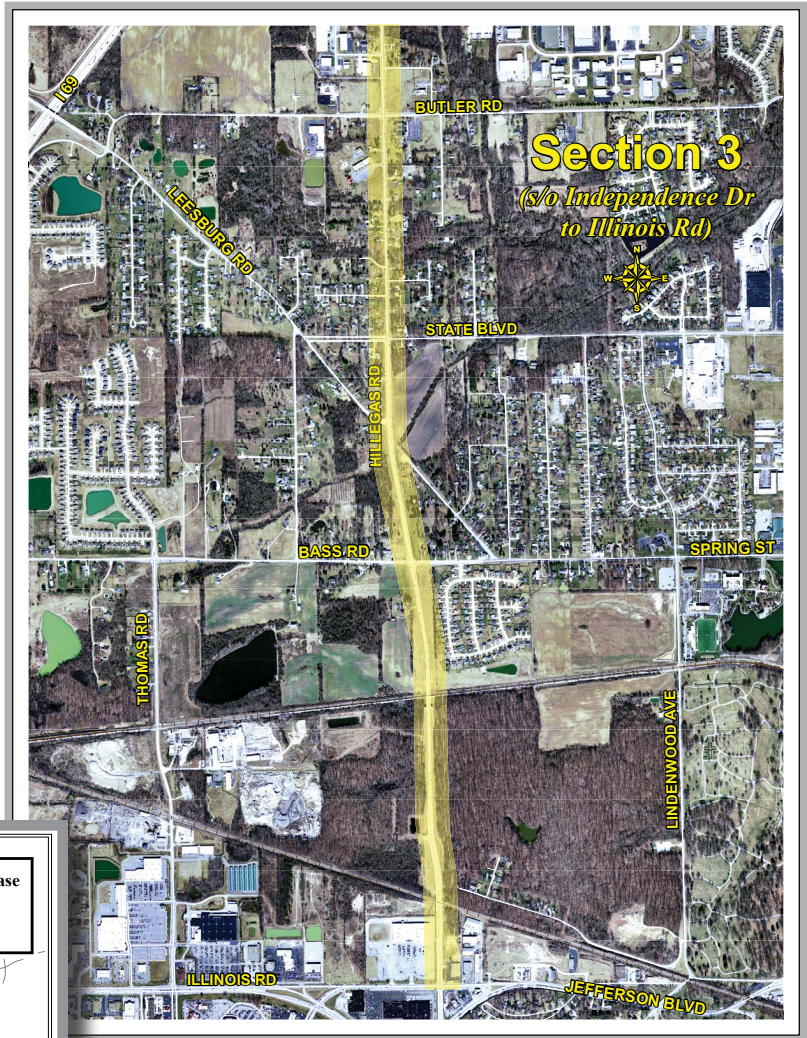 I 69
BUTLER RD
Section 3
(s/o Independence Dr
to Illinois Rd)
N
W
E
S
LEESBURG RD
STATE BLVD
HILLEGAS RD
BASS RD
SPRING ST
THOMAS RD
LINDENWOOD AVE
ILLINOIS RD
JEFFERSON BLVD